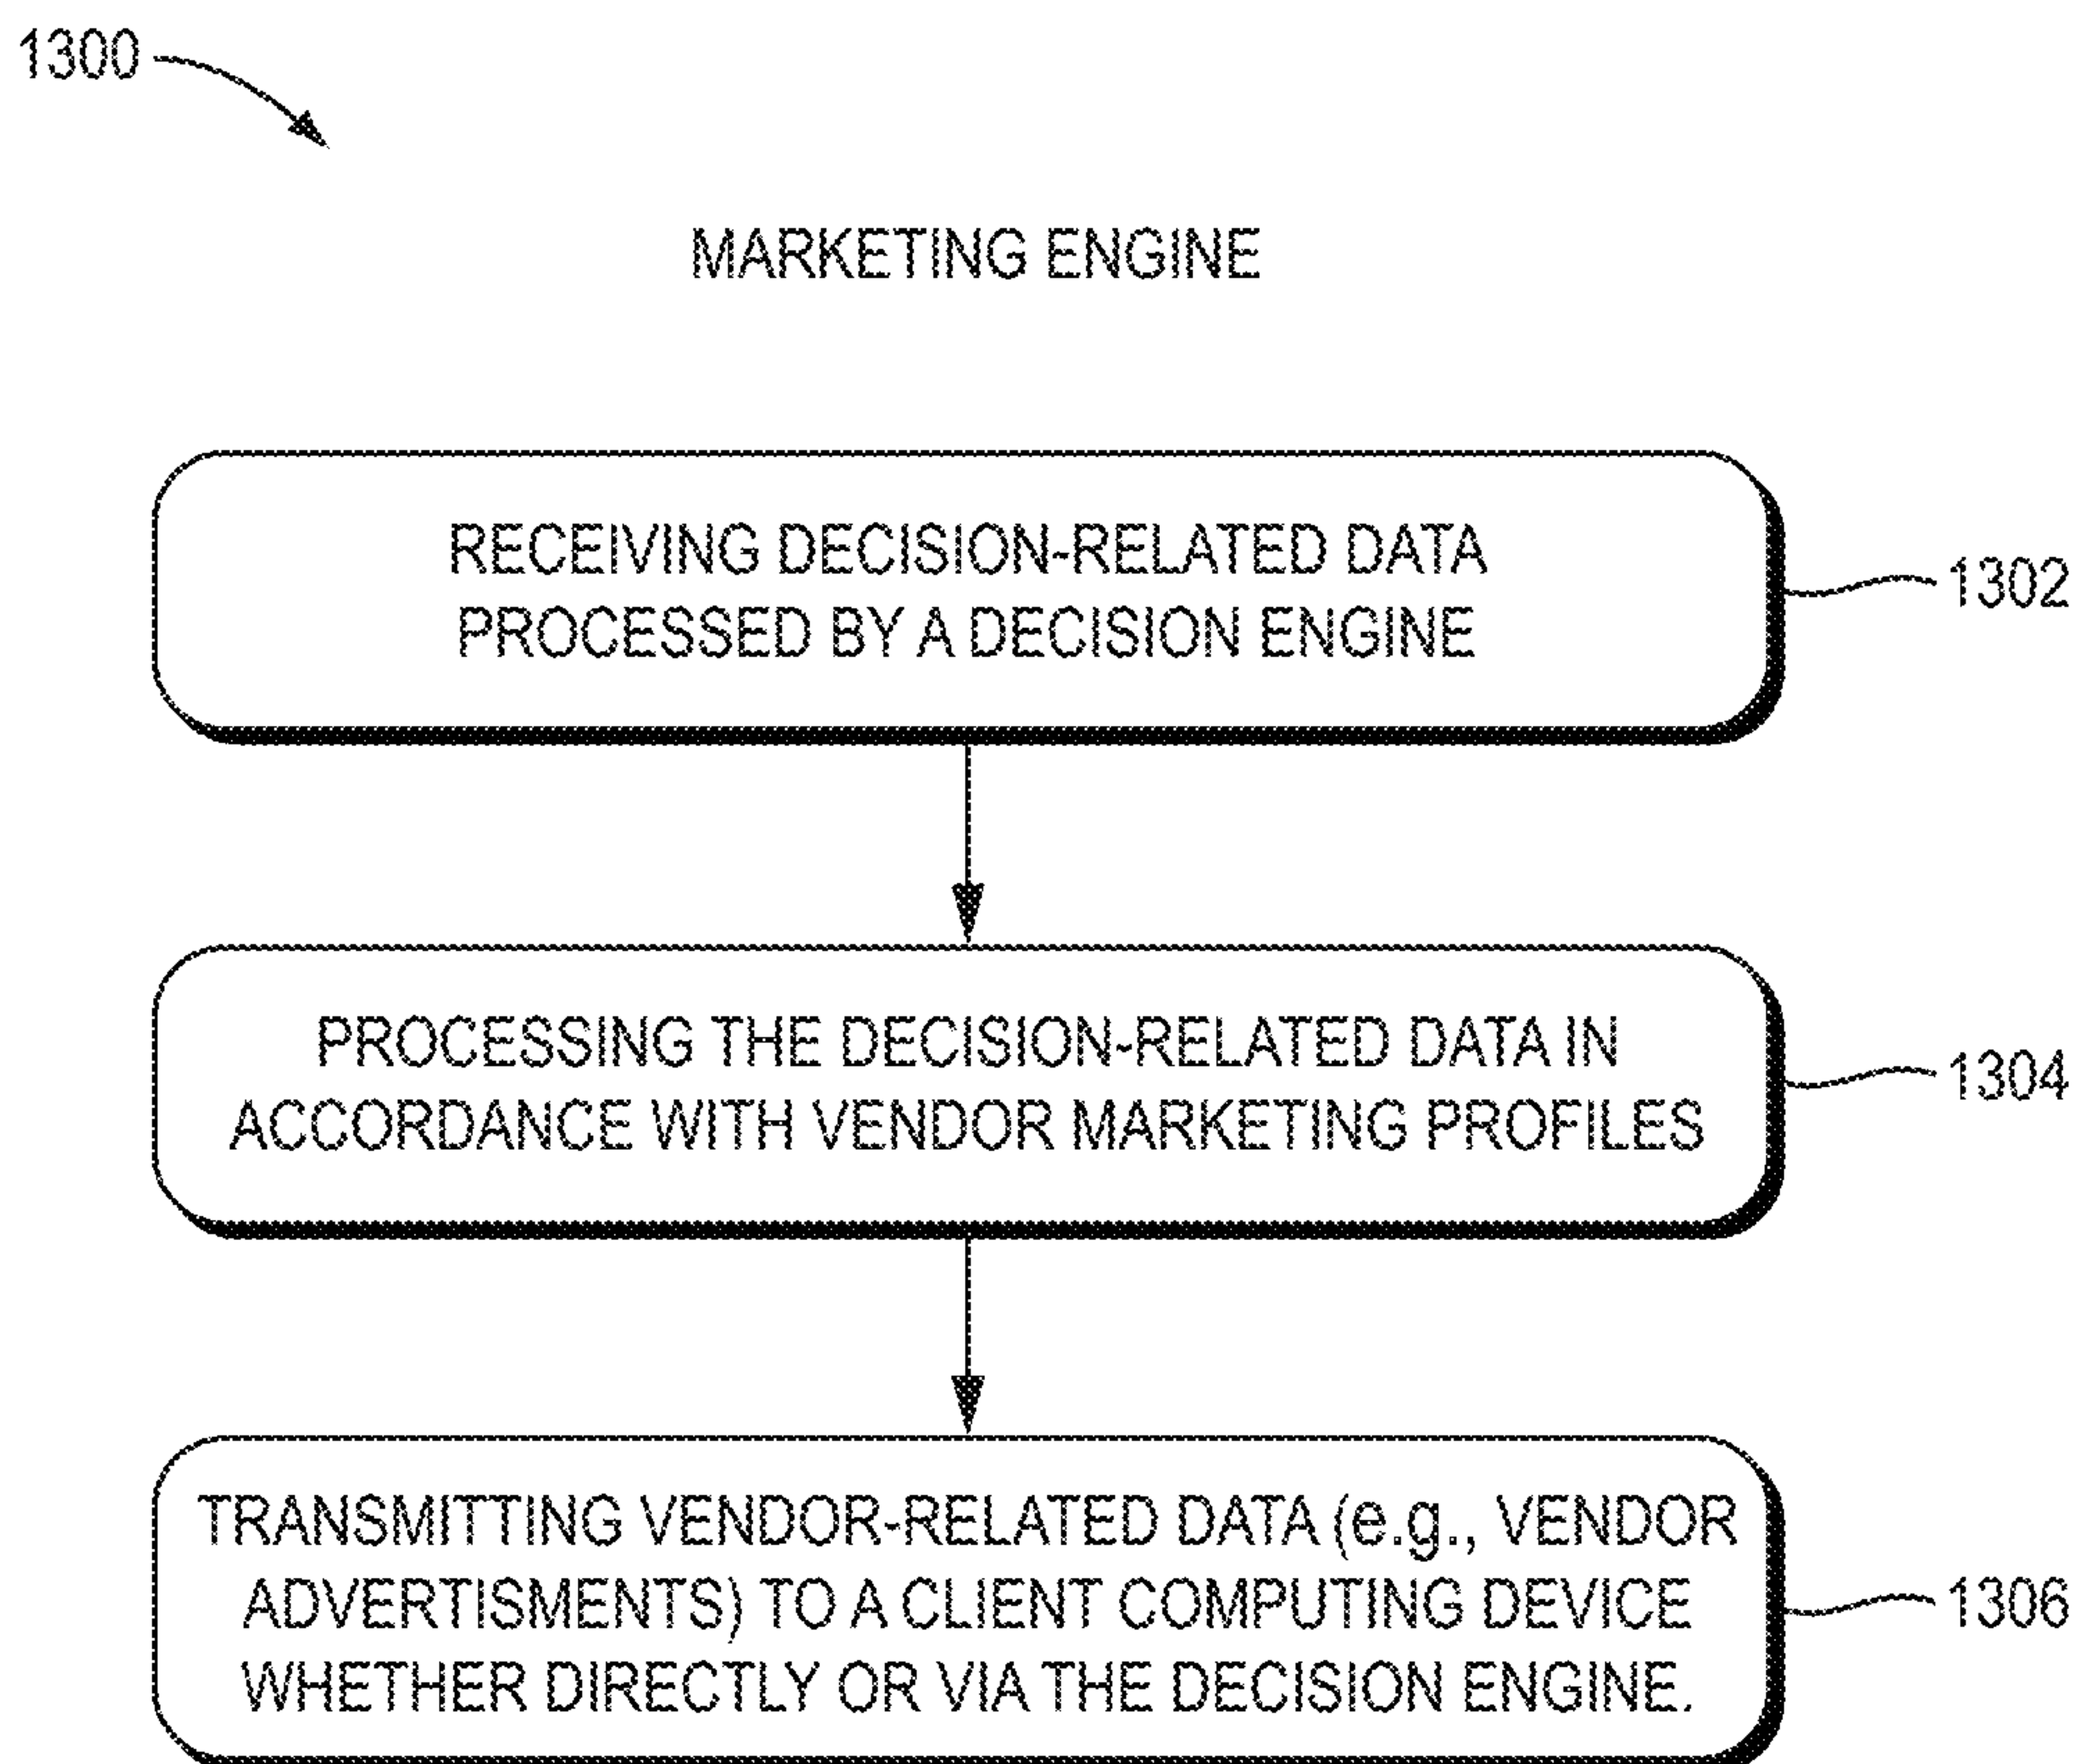 1300
MARKETING ENGINE
RECEIVING DECISION-RELATED DATA
PROCESSED BY A DECISION ENGINE
1302
PROCESSING THE DECISION-RELATED DATA IN
ACCORDANCE WITH VENDOR MARKETING PROFILES
1304
TRANSMITTING VENDOR-RELATED DATA (e.g., VENDOR
ADVERTISMENTS) TO A CLIENT COMPUTING DEVICE
WHETHER DIRECTLY OR VIA THE DECISION ENGINE.
1306